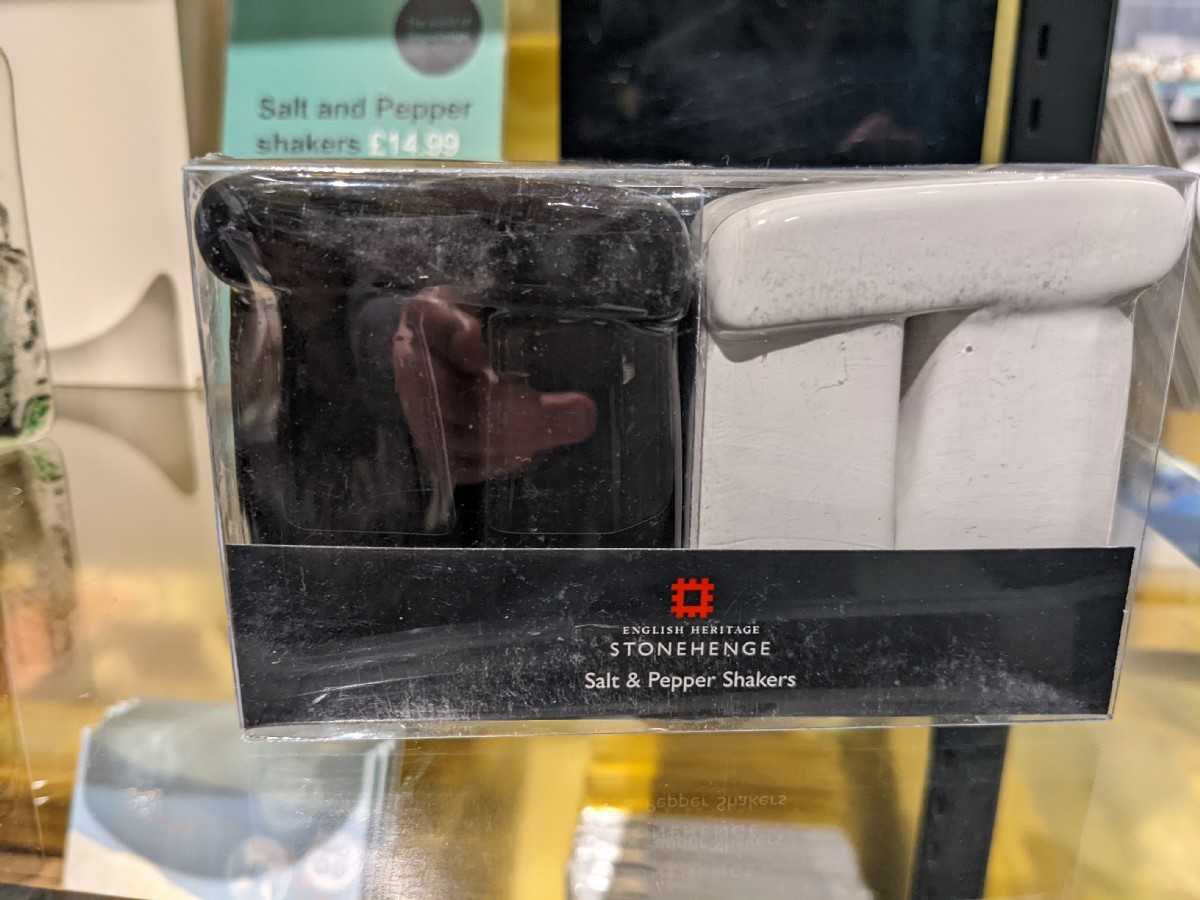 Salt and Pepper
shakers £14.99
ENGLISH HERITAGE
STONEHENGE
Salt & Pepper Shakers